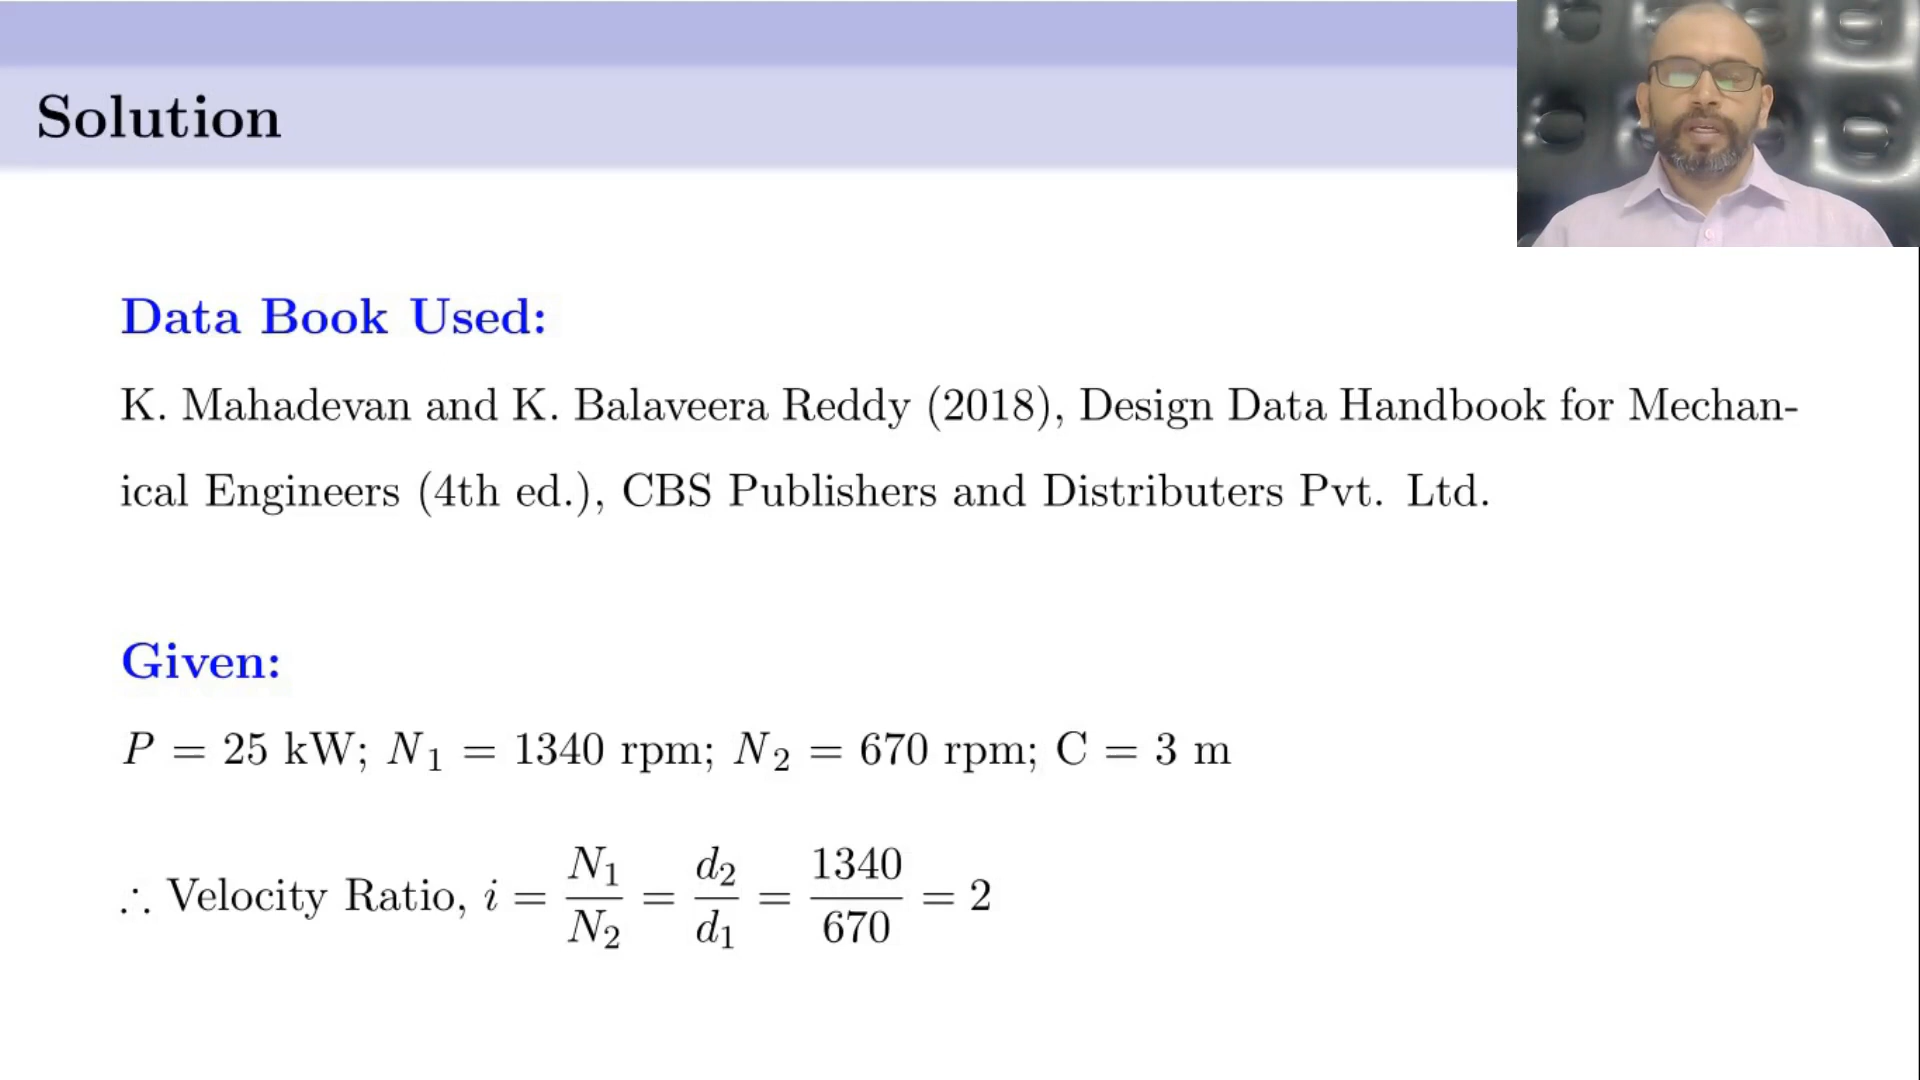 Solution
Data Book Used:
K. Mahadevan and K. Balaveera Reddy (2018), Design Data Handbook for Mechan-
ical Engineers (4th ed.), CBS Publishers and Distributers Pvt. Ltd.
Given:
P = 25 kW; N₁ = 1340 rpm; N₂ = 670 rpm; C = 3 m
∴ Velocity Ratio, i = N₁/N₂ = d₂/d₁ = 1340/670 = 2